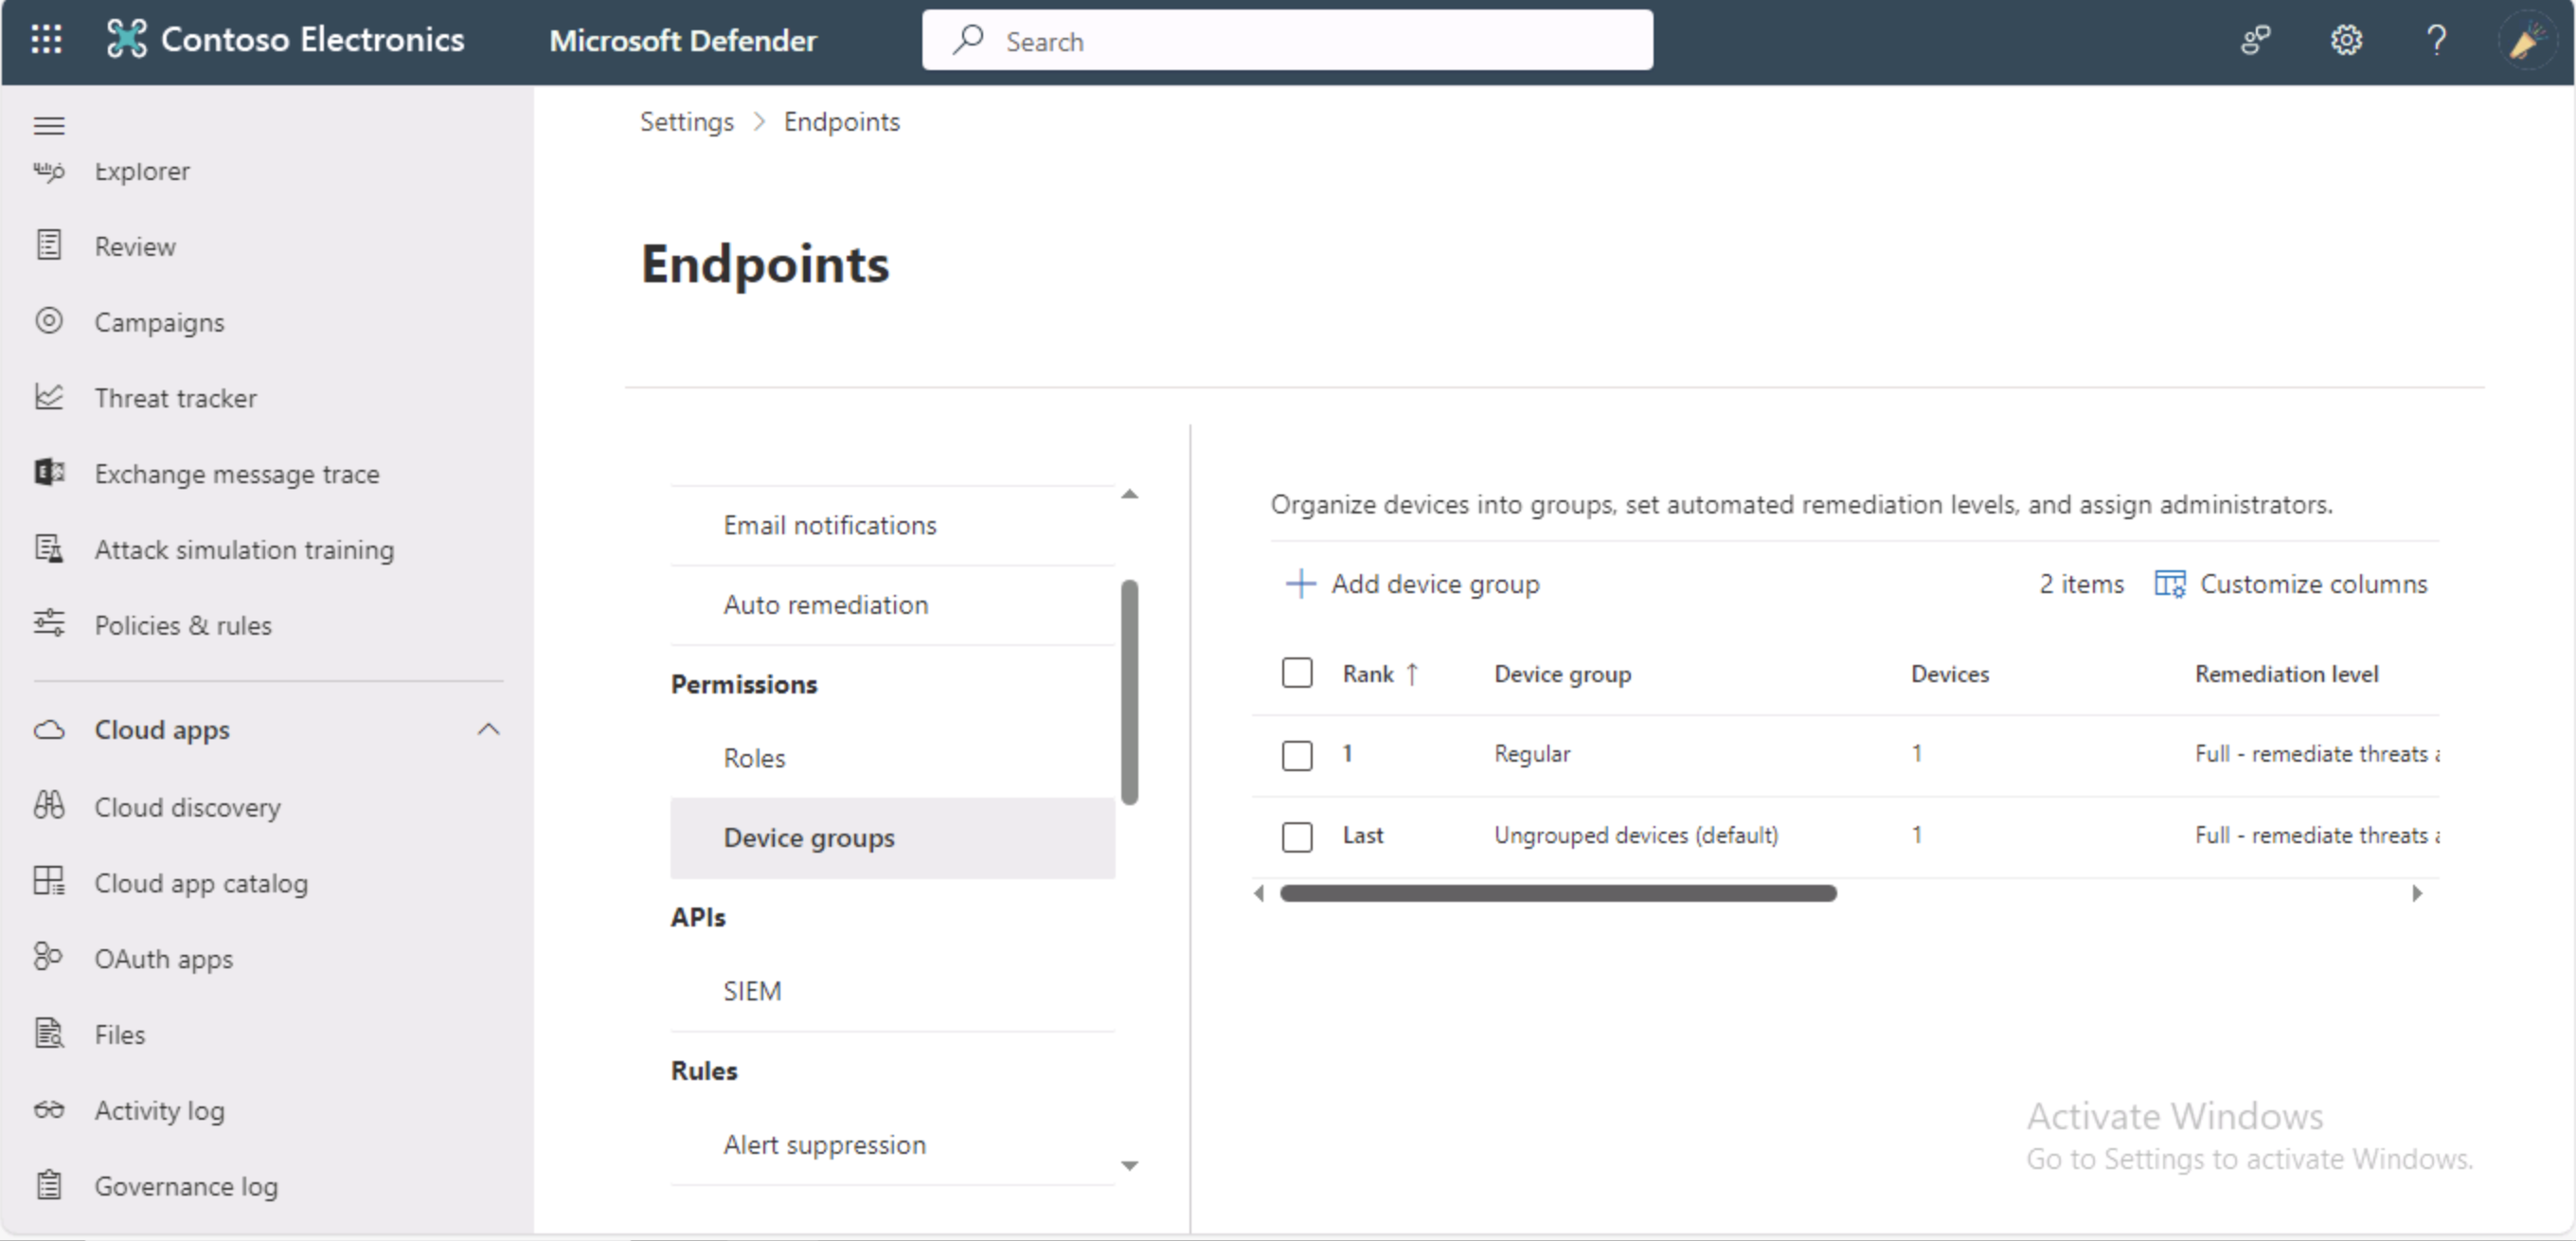 Contoso Electronics
Microsoft Defender
Search
Explorer
Review
Campaigns
Threat tracker
Exchange message trace
Attack simulation training
Policies & rules
Cloud apps
Cloud discovery
Cloud app catalog
OAuth apps
Files
Activity log
Governance log
Settings > Endpoints
Endpoints
Email notifications
Auto remediation
Permissions
Roles
Device groups
APIs
SIEM
Rules
Alert suppression
Organize devices into groups, set automated remediation levels, and assign administrators.
Add device group
2 items
Customize columns
Rank ↑ Device group Devices Remediation level
1 Regular 1 Full - remediate threats
Last Ungrouped devices (default) 1 Full - remediate threats
Activate Windows
Go to Settings to activate Windows.